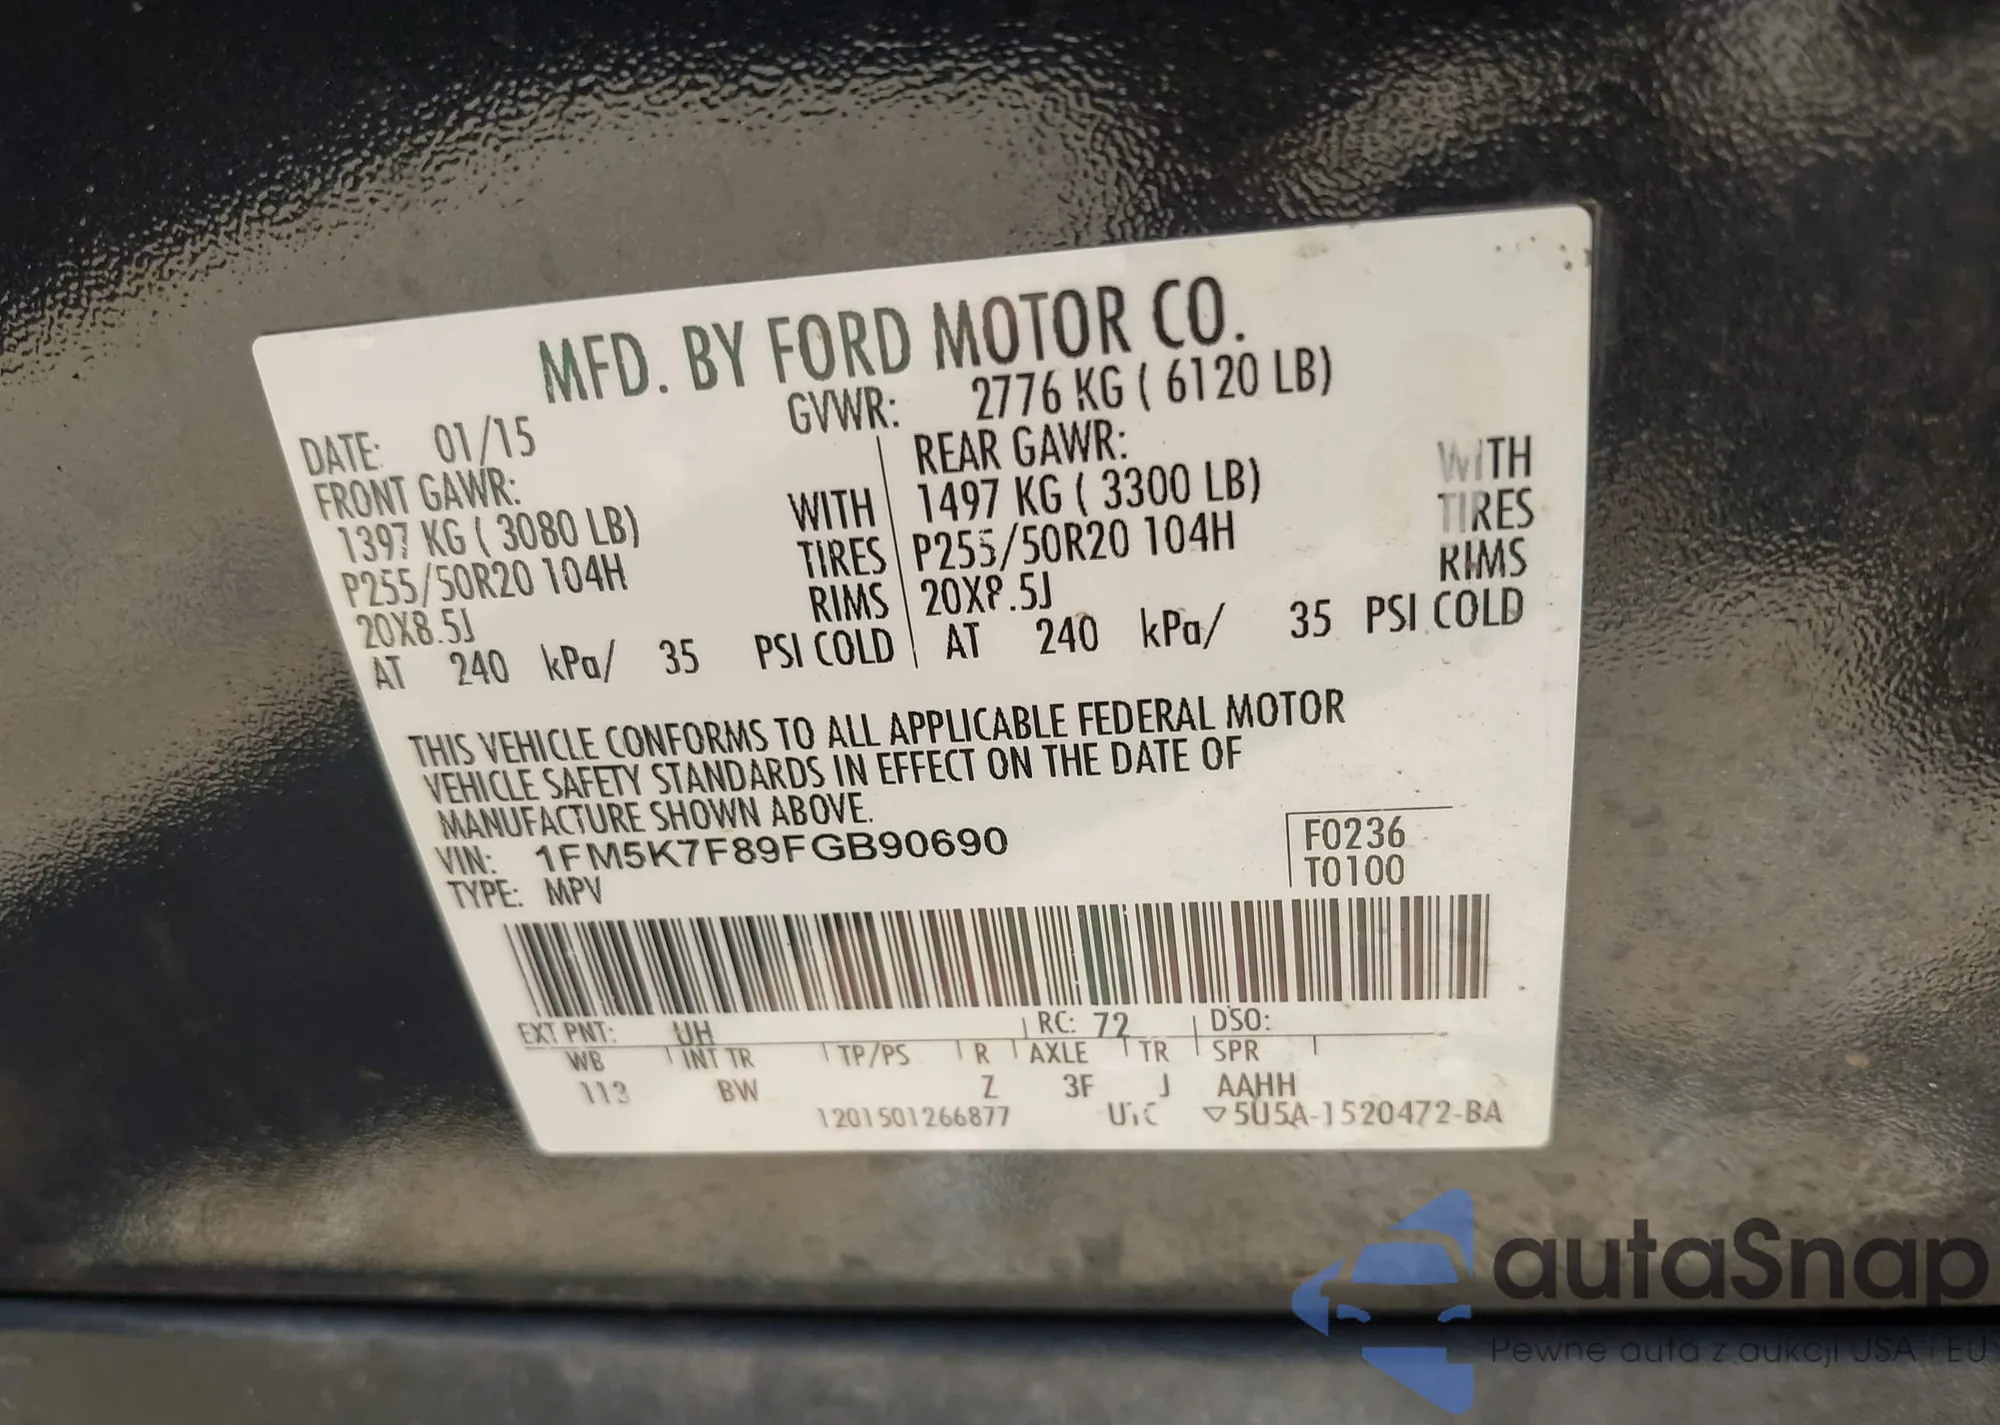 MFD. BY FORD MOTOR CO.
DATE: 01/15 GVWR: 2776 KG ( 6120 LB)
FRONT GAWR: REAR GAWR:
1397 KG ( 3080 LB) WITH 1497 KG ( 3300 LB) WITH
P255/50R20 104H TIRES P255/50R20 104H TIRES
20X8.5J RIMS 20X8.5J RIMS
AT 240 kPa/ 35 PSI COLD AT 240 kPa/ 35 PSI COLD
THIS VEHICLE CONFORMS TO ALL APPLICABLE FEDERAL MOTOR
VEHICLE SAFETY STANDARDS IN EFFECT ON THE DATE OF
MANUFACTURE SHOWN ABOVE.
VIN: 1FM5K7F89FGB90690 F0236
TYPE: MPV T0100
EXT PNT: UH RC: 72 DSO:
WB INT TR TP/PS R AXLE TR SPR
113 BW Z 3F J AAHH
1201501266877 ▽5U5A-1520472-BA
autaSnap
Pewne auta z aukcji USA i EU